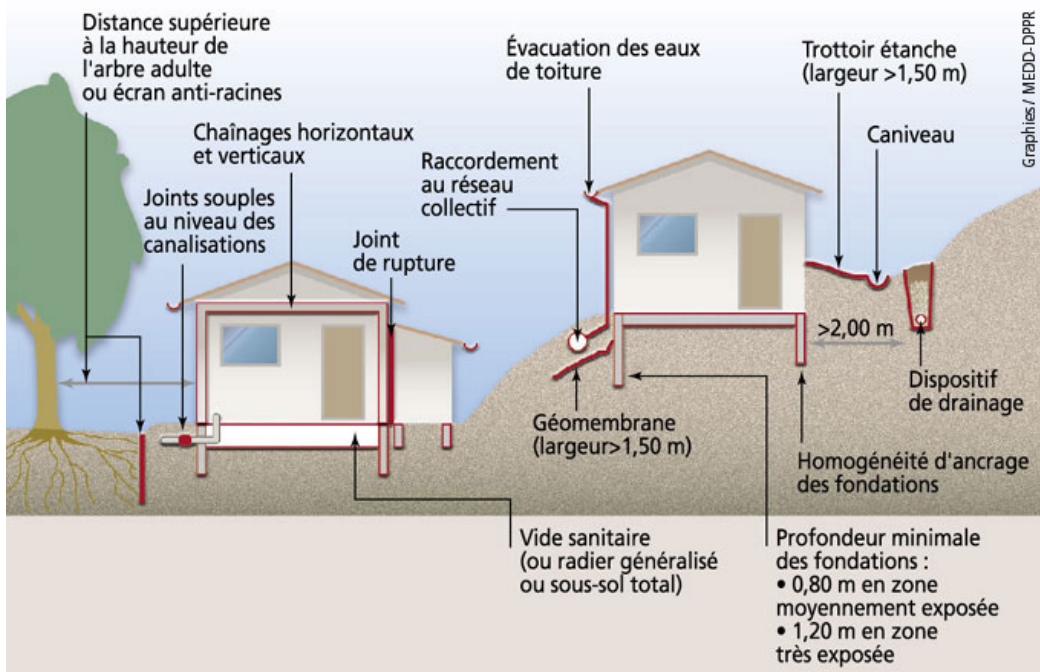 Distance supérieure
à la hauteur de
l'arbre adulte
ou écran anti-racines
Chaînages horizontaux
et verticaux
Joints souples
au niveau des
canalisations
Joint
de rupture
Évacuation des eaux
de toiture
Raccordement
au réseau
collectif
Trottoir étanche
(largeur >1,50 m)
Caniveau
Graphies / MEDD-DPPR
>2,00 m
Géomembrane
(largeur>1,50 m)
Dispositif
de drainage
Homogénéité d'ancrage
des fondations
Vide sanitaire
(ou radier généralisé
ou sous-sol total)
Profondeur minimale
des fondations :
• 0,80 m en zone
moyennement exposée
• 1,20 m en zone
très exposée